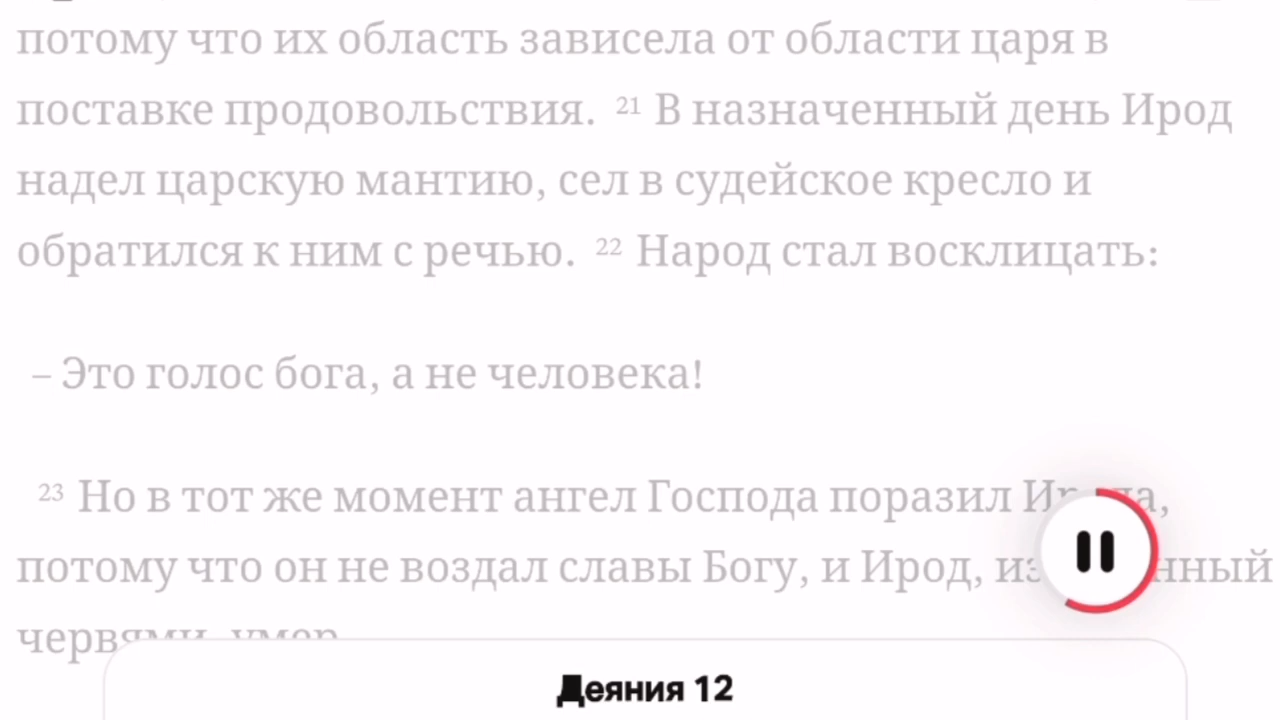 потому что их область зависела от области царя в
поставке продовольствия. 21 В назначенный день Ирод
надел царскую мантию, сел в судейское кресло и
обратился к ним с речью. 22 Народ стал восклицать:
– Это голос бога, а не человека!
23 Но в тот же момент ангел Господа поразил
потому что он не воздал славы Богу, и Ирод,
червями, умер
Деяния 12